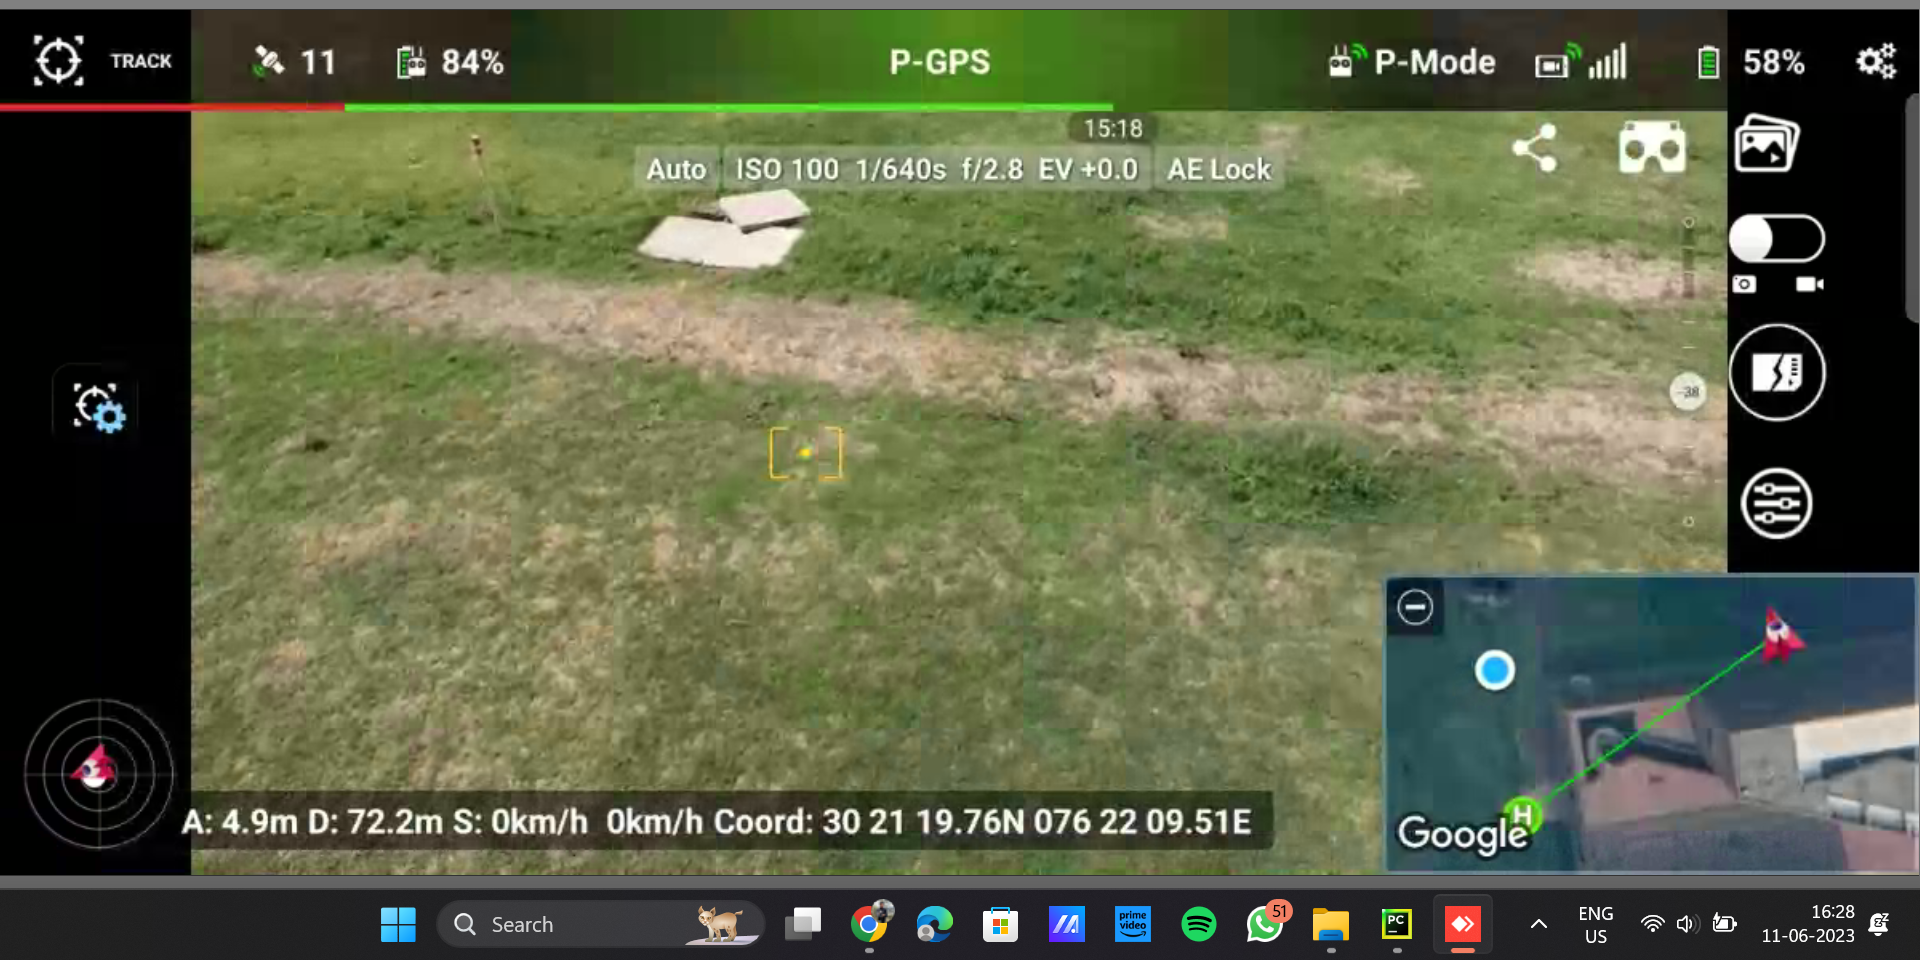 TRACK
11
84%
P-GPS
P-Mode
58%
15:18
Auto ISO 100 1/640s f/2.8 EV +0.0 AE Lock
-38
A: 4.9m D: 72.2m S: 0km/h 0km/h Coord: 30 21 19.76N 076 22 09.51E
H
Google
Search
prime video
51
PC
ENG
US
16:28
11-06-2023